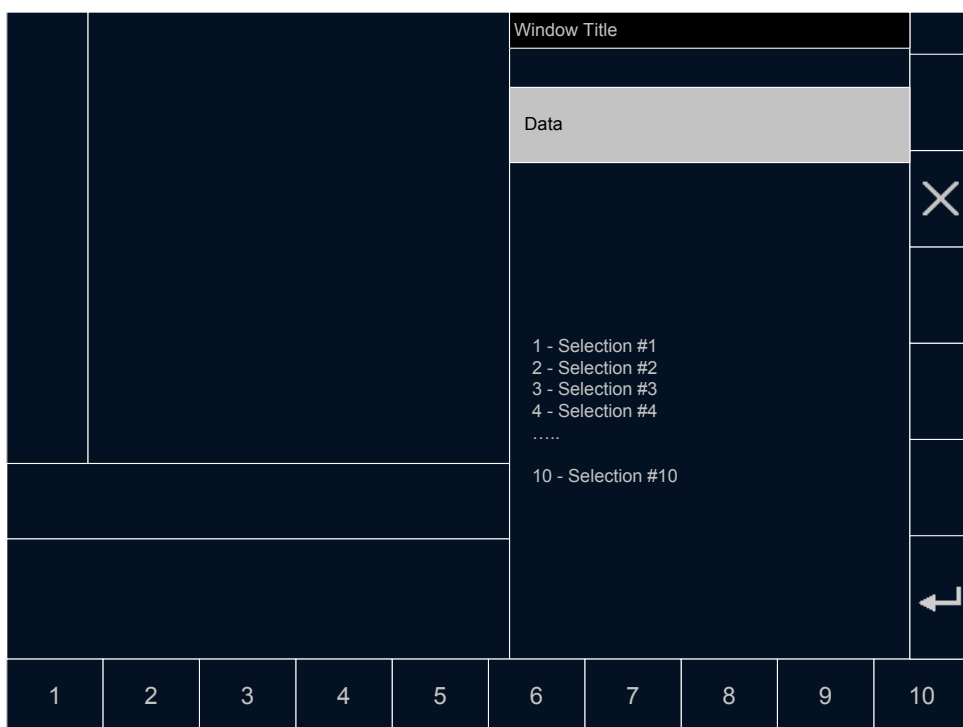 Window Title
Data
1 - Selection #1
2 - Selection #2
3 - Selection #3
4 - Selection #4
…..
10 - Selection #10
1 2 3 4 5 6 7 8 9 10